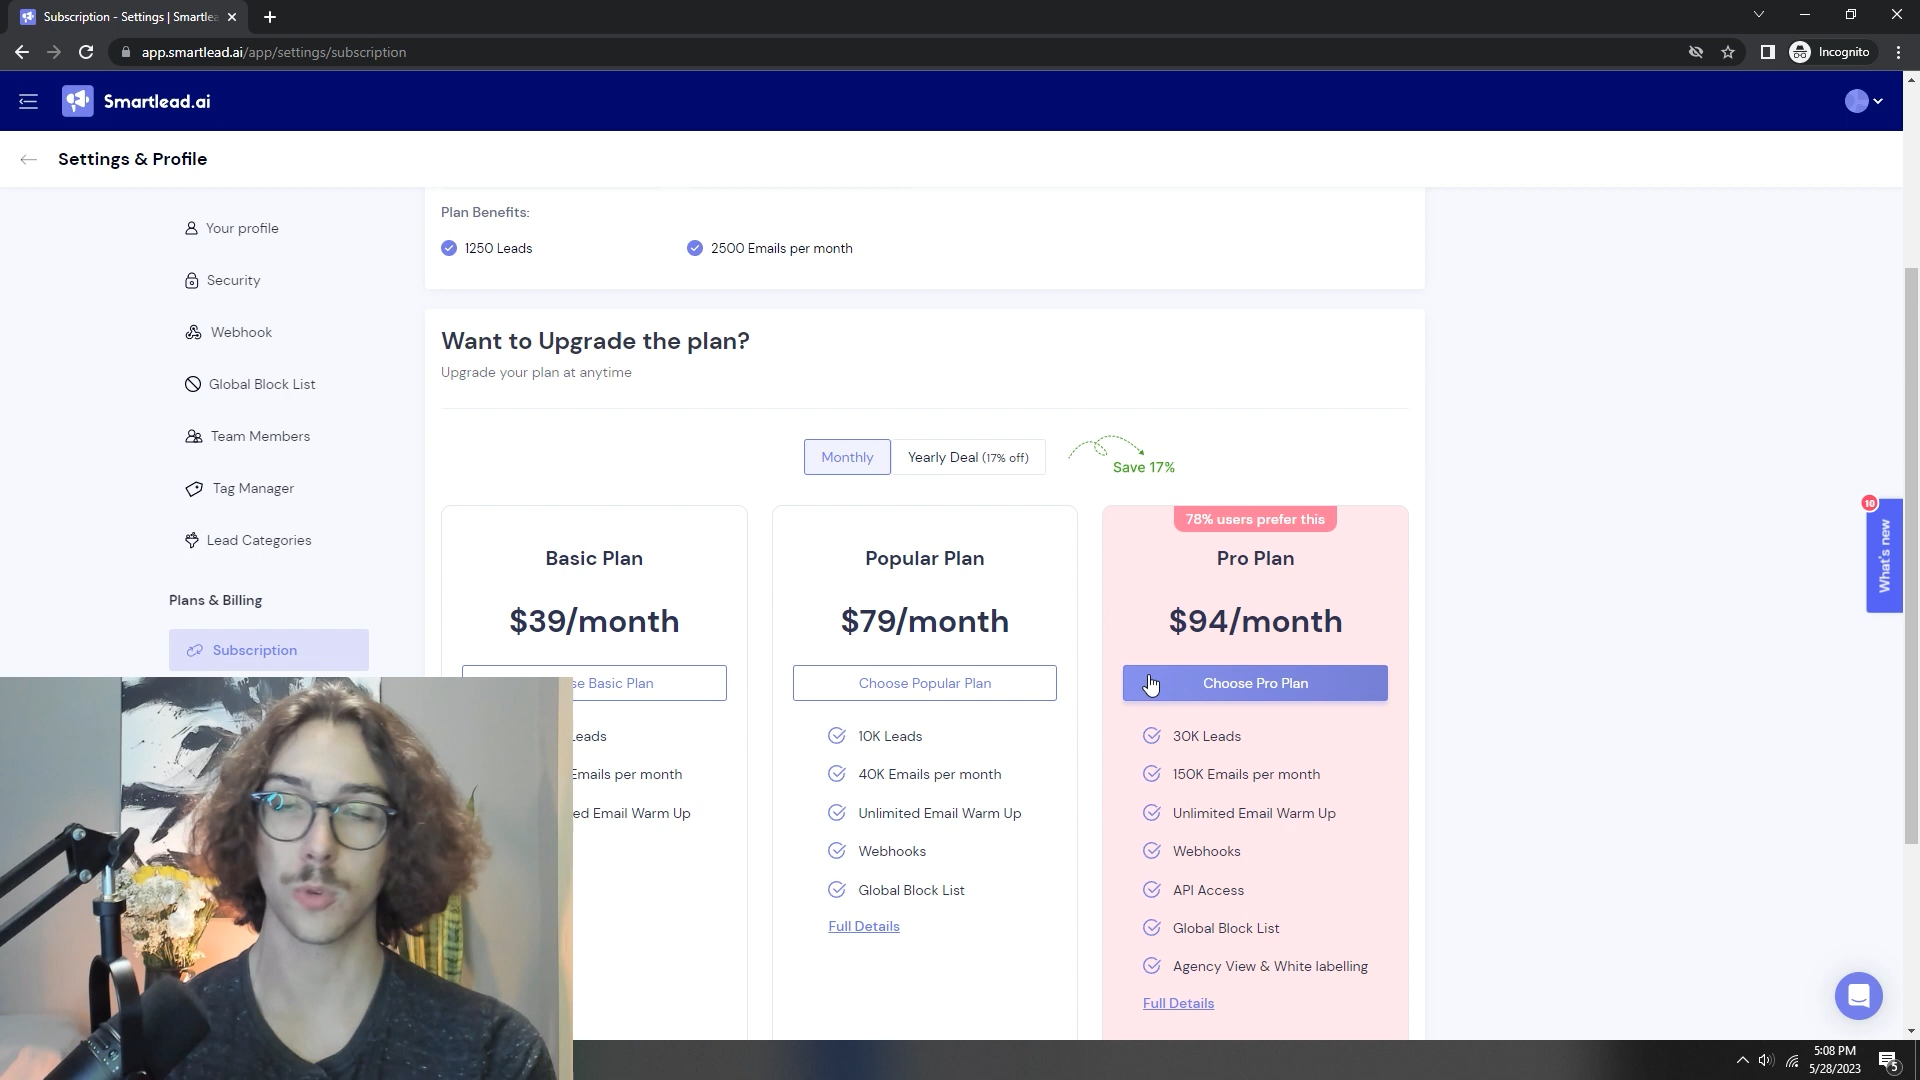 Subscription - Settings | Smartlea
app.smartlead.ai/app/settings/subscription
Incognito
Smartlead.ai
Settings & Profile
Your profile
Security
Webhook
Global Block List
Team Members
Tag Manager
Lead Categories
Plans & Billing
Subscription
Plan Benefits:
1250 Leads
2500 Emails per month
Want to Upgrade the plan?
Upgrade your plan at anytime
Monthly
Yearly Deal (17% off)
Save 17%
Basic Plan
$39/month
se Basic Plan
Leads
Emails per month
ed Email Warm Up
Popular Plan
$79/month
Choose Popular Plan
10K Leads
40K Emails per month
Unlimited Email Warm Up
Webhooks
Global Block List
Full Details
78% users prefer this
Pro Plan
$94/month
Choose Pro Plan
30K Leads
150K Emails per month
Unlimited Email Warm Up
Webhooks
API Access
Global Block List
Agency View & White labelling
Full Details
10
What's new
5:08 PM
5/28/2023
5